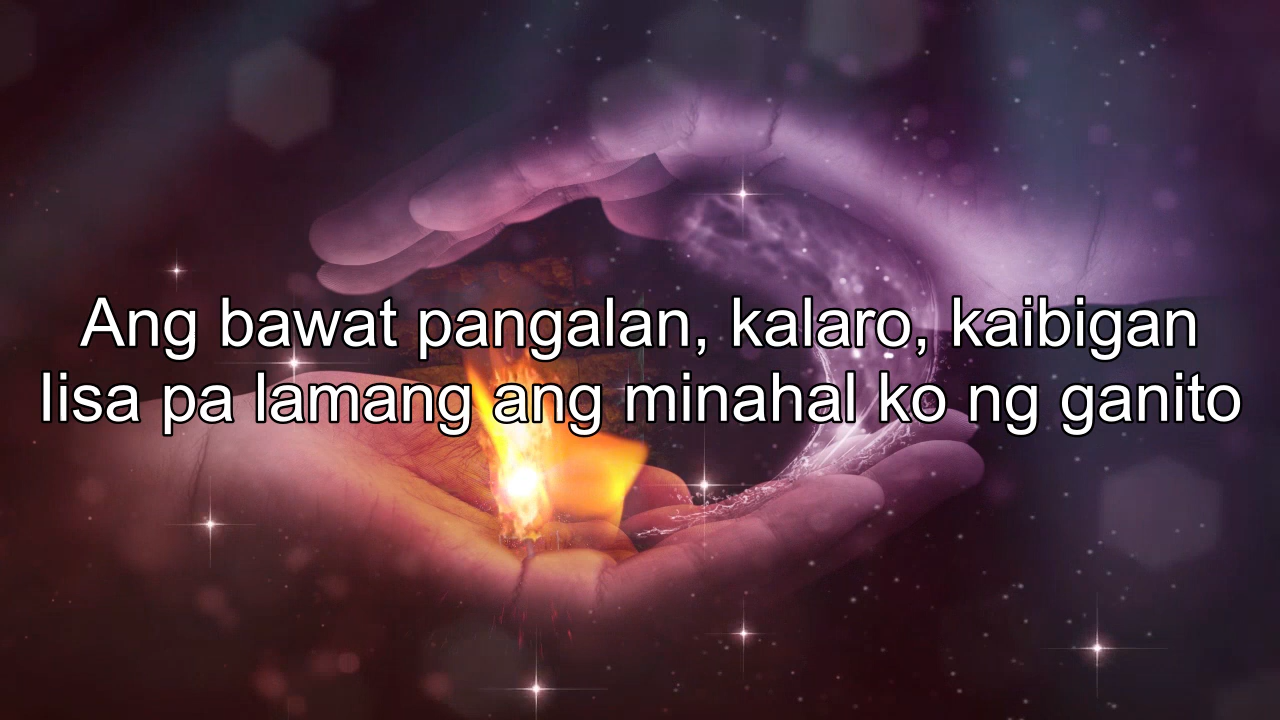 Ang bawat pangalan, kalaro, kaibigan
Iisa pa lamang ang minahal ko ng ganito